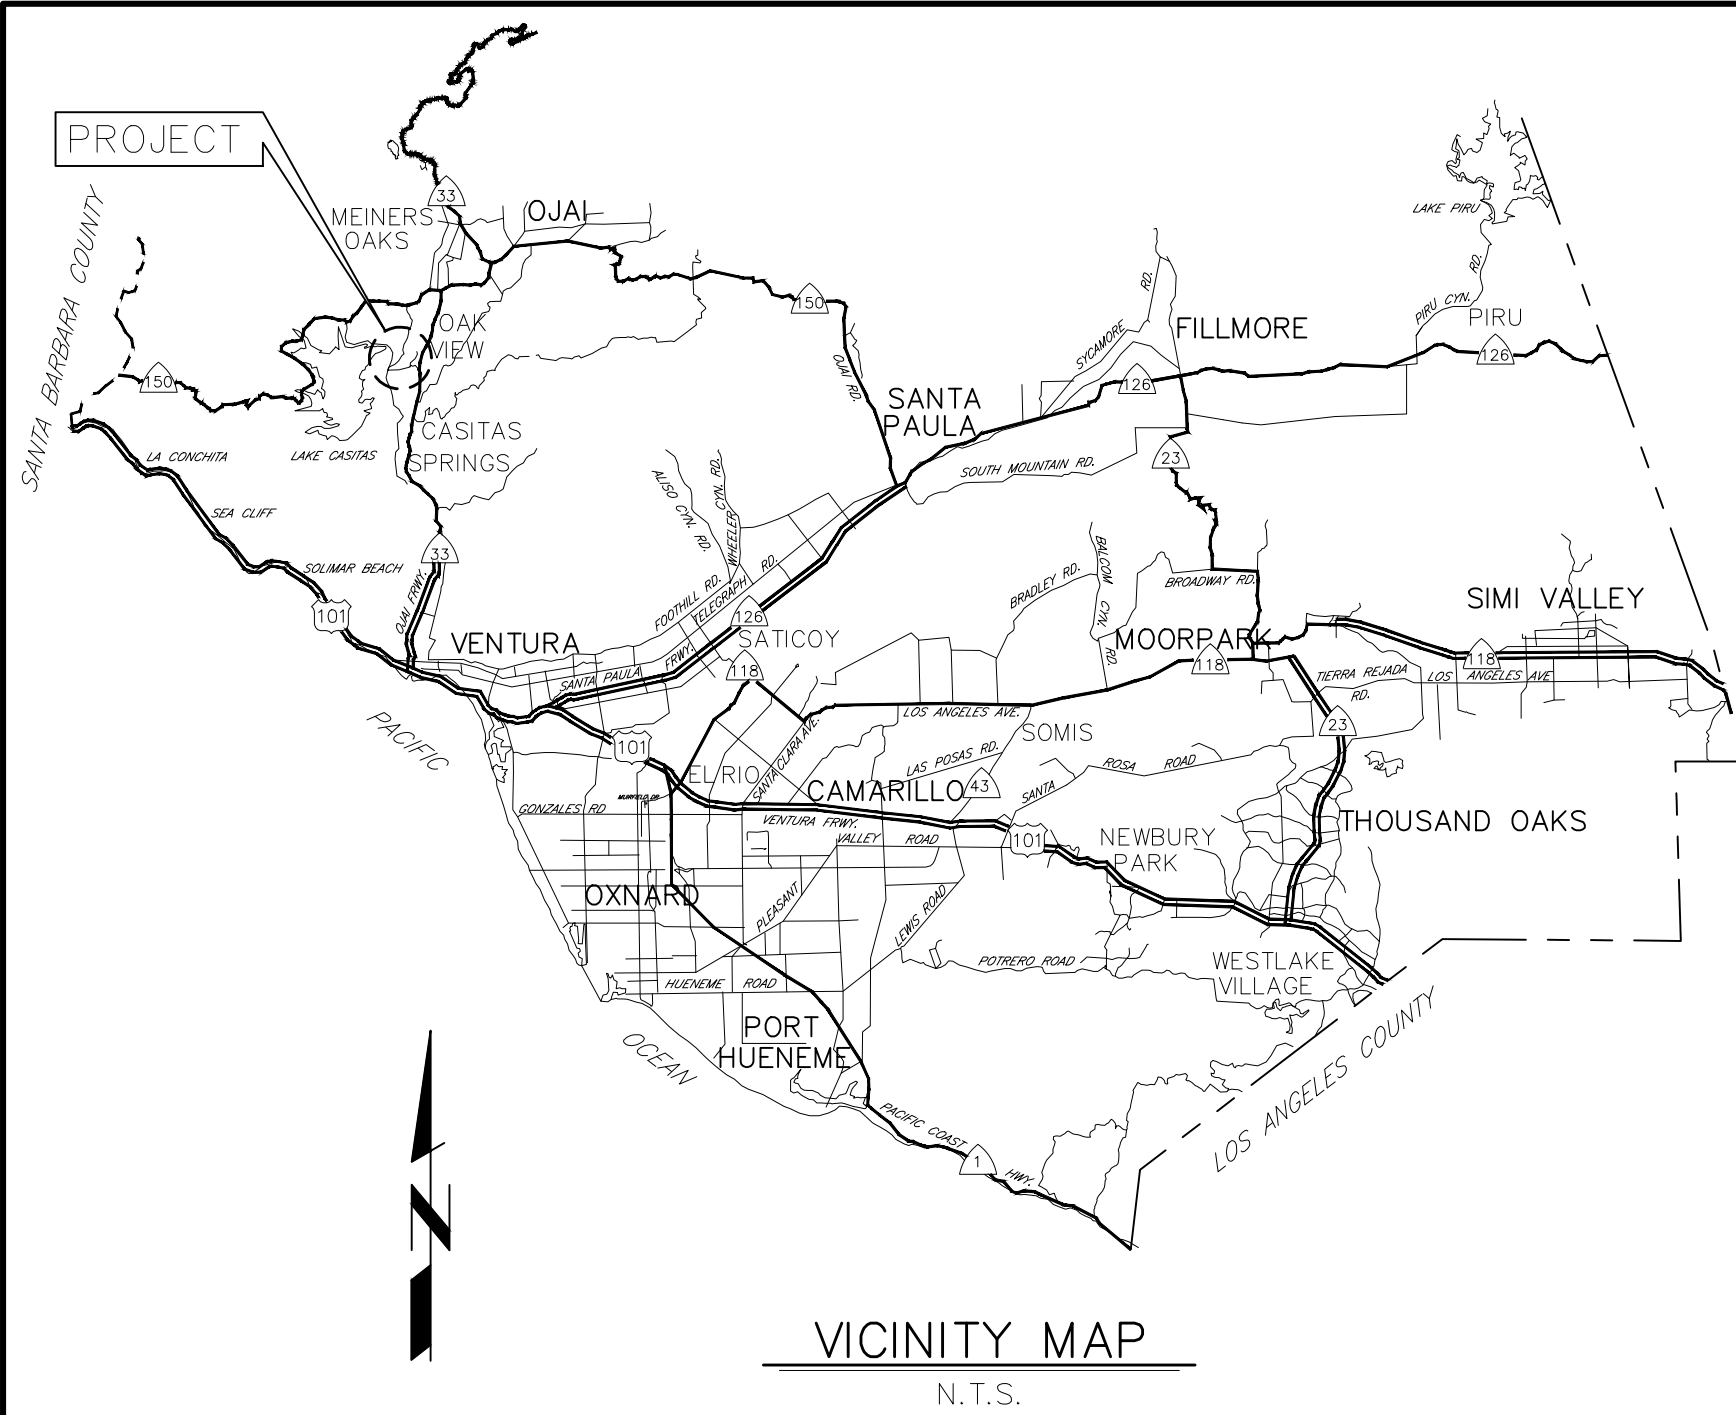 PROJECT
SANTA BARBARA COUNTY
33
MEINERS
OAKS
OJAI
LAKE PIRU
PIRU CYN.
RD.
150
OAK
VIEW
OJAI RD.
SYCAMORE
RD.
FILLMORE
PIRU
126
126
150
SANTA
PAULA
CASITAS
SPRINGS
LAKE CASITAS
LA CONCHITA
SEA CLIFF
SOLIMAR BEACH
SOUTH MOUNTAIN RD.
23
ALISO CYN. RD.
WHEELER CYN. RD.
33
OJAI FRWY.
101
FOOTHILL RD.
TELEGRAPH RD.
126
SATICOY
118
VENTURA
SANTA PAULA FRWY.
BRADLEY RD.
BALCOM CYN. RD.
BROADWAY RD.
MOORPARK
118
SIMI VALLEY
118
TIERRA REJADA
RD.
LOS ANGELES AVE
23
LOS ANGELES AVE.
SOMIS
LAS POSAS RD.
43
SANTA ROSA ROAD
PACIFIC
101
EL RIO
SANTA CLARA AVE.
CAMARILLO
MUIRFIELD DR.
GONZALES RD
VENTURA FRWY.
VALLEY ROAD
101
NEWBURY
PARK
THOUSAND OAKS
OXNARD
PLEASANT
LEWIS ROAD
POTRERO ROAD
WESTLAKE
VILLAGE
HUENEME ROAD
PORT
HUENEME
OCEAN
LOS ANGELES COUNTY
PACIFIC COAST
HWY.
1
N
VICINITY MAP
N.T.S.